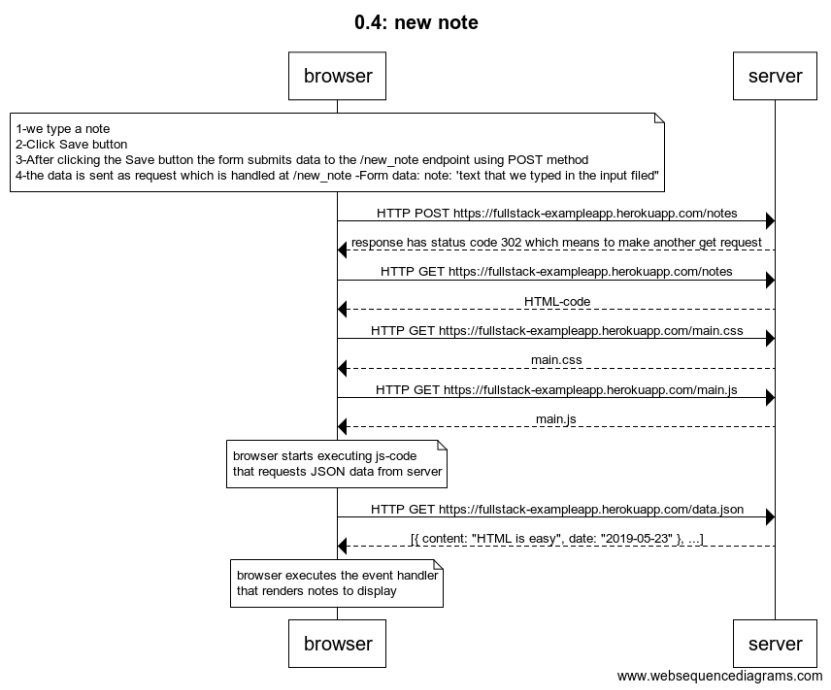 0.4: new note
browser
server
1-we type a note
2-Click Save button
3-After clicking the Save button the form submits data to the /new_note endpoint using POST method
4-the data is sent as request which is handled at /new_note -Form data: note: 'text that we typed in the input filed"
HTTP POST https://fullstack-exampleapp.herokuapp.com/notes
response has status code 302 which means to make another get request
HTTP GET https://fullstack-exampleapp.herokuapp.com/notes
HTML-code
HTTP GET https://fullstack-exampleapp.herokuapp.com/main.css
main.css
HTTP GET https://fullstack-exampleapp.herokuapp.com/main.js
main.js
browser starts executing js-code
that requests JSON data from server
HTTP GET https://fullstack-exampleapp.herokuapp.com/data.json
[{ content: "HTML is easy", date: "2019-05-23" }, ...]
browser executes the event handler
that renders notes to display
browser
server
www.websequencediagrams.com